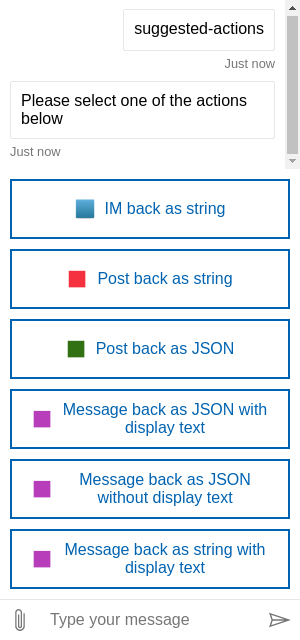 suggested-actions
Just now
Please select one of the actions
below
Just now
IM back as string
Post back as string
Post back as JSON
Message back as JSON with
display text
Message back as JSON
without display text
Message back as string with
display text
Type your message